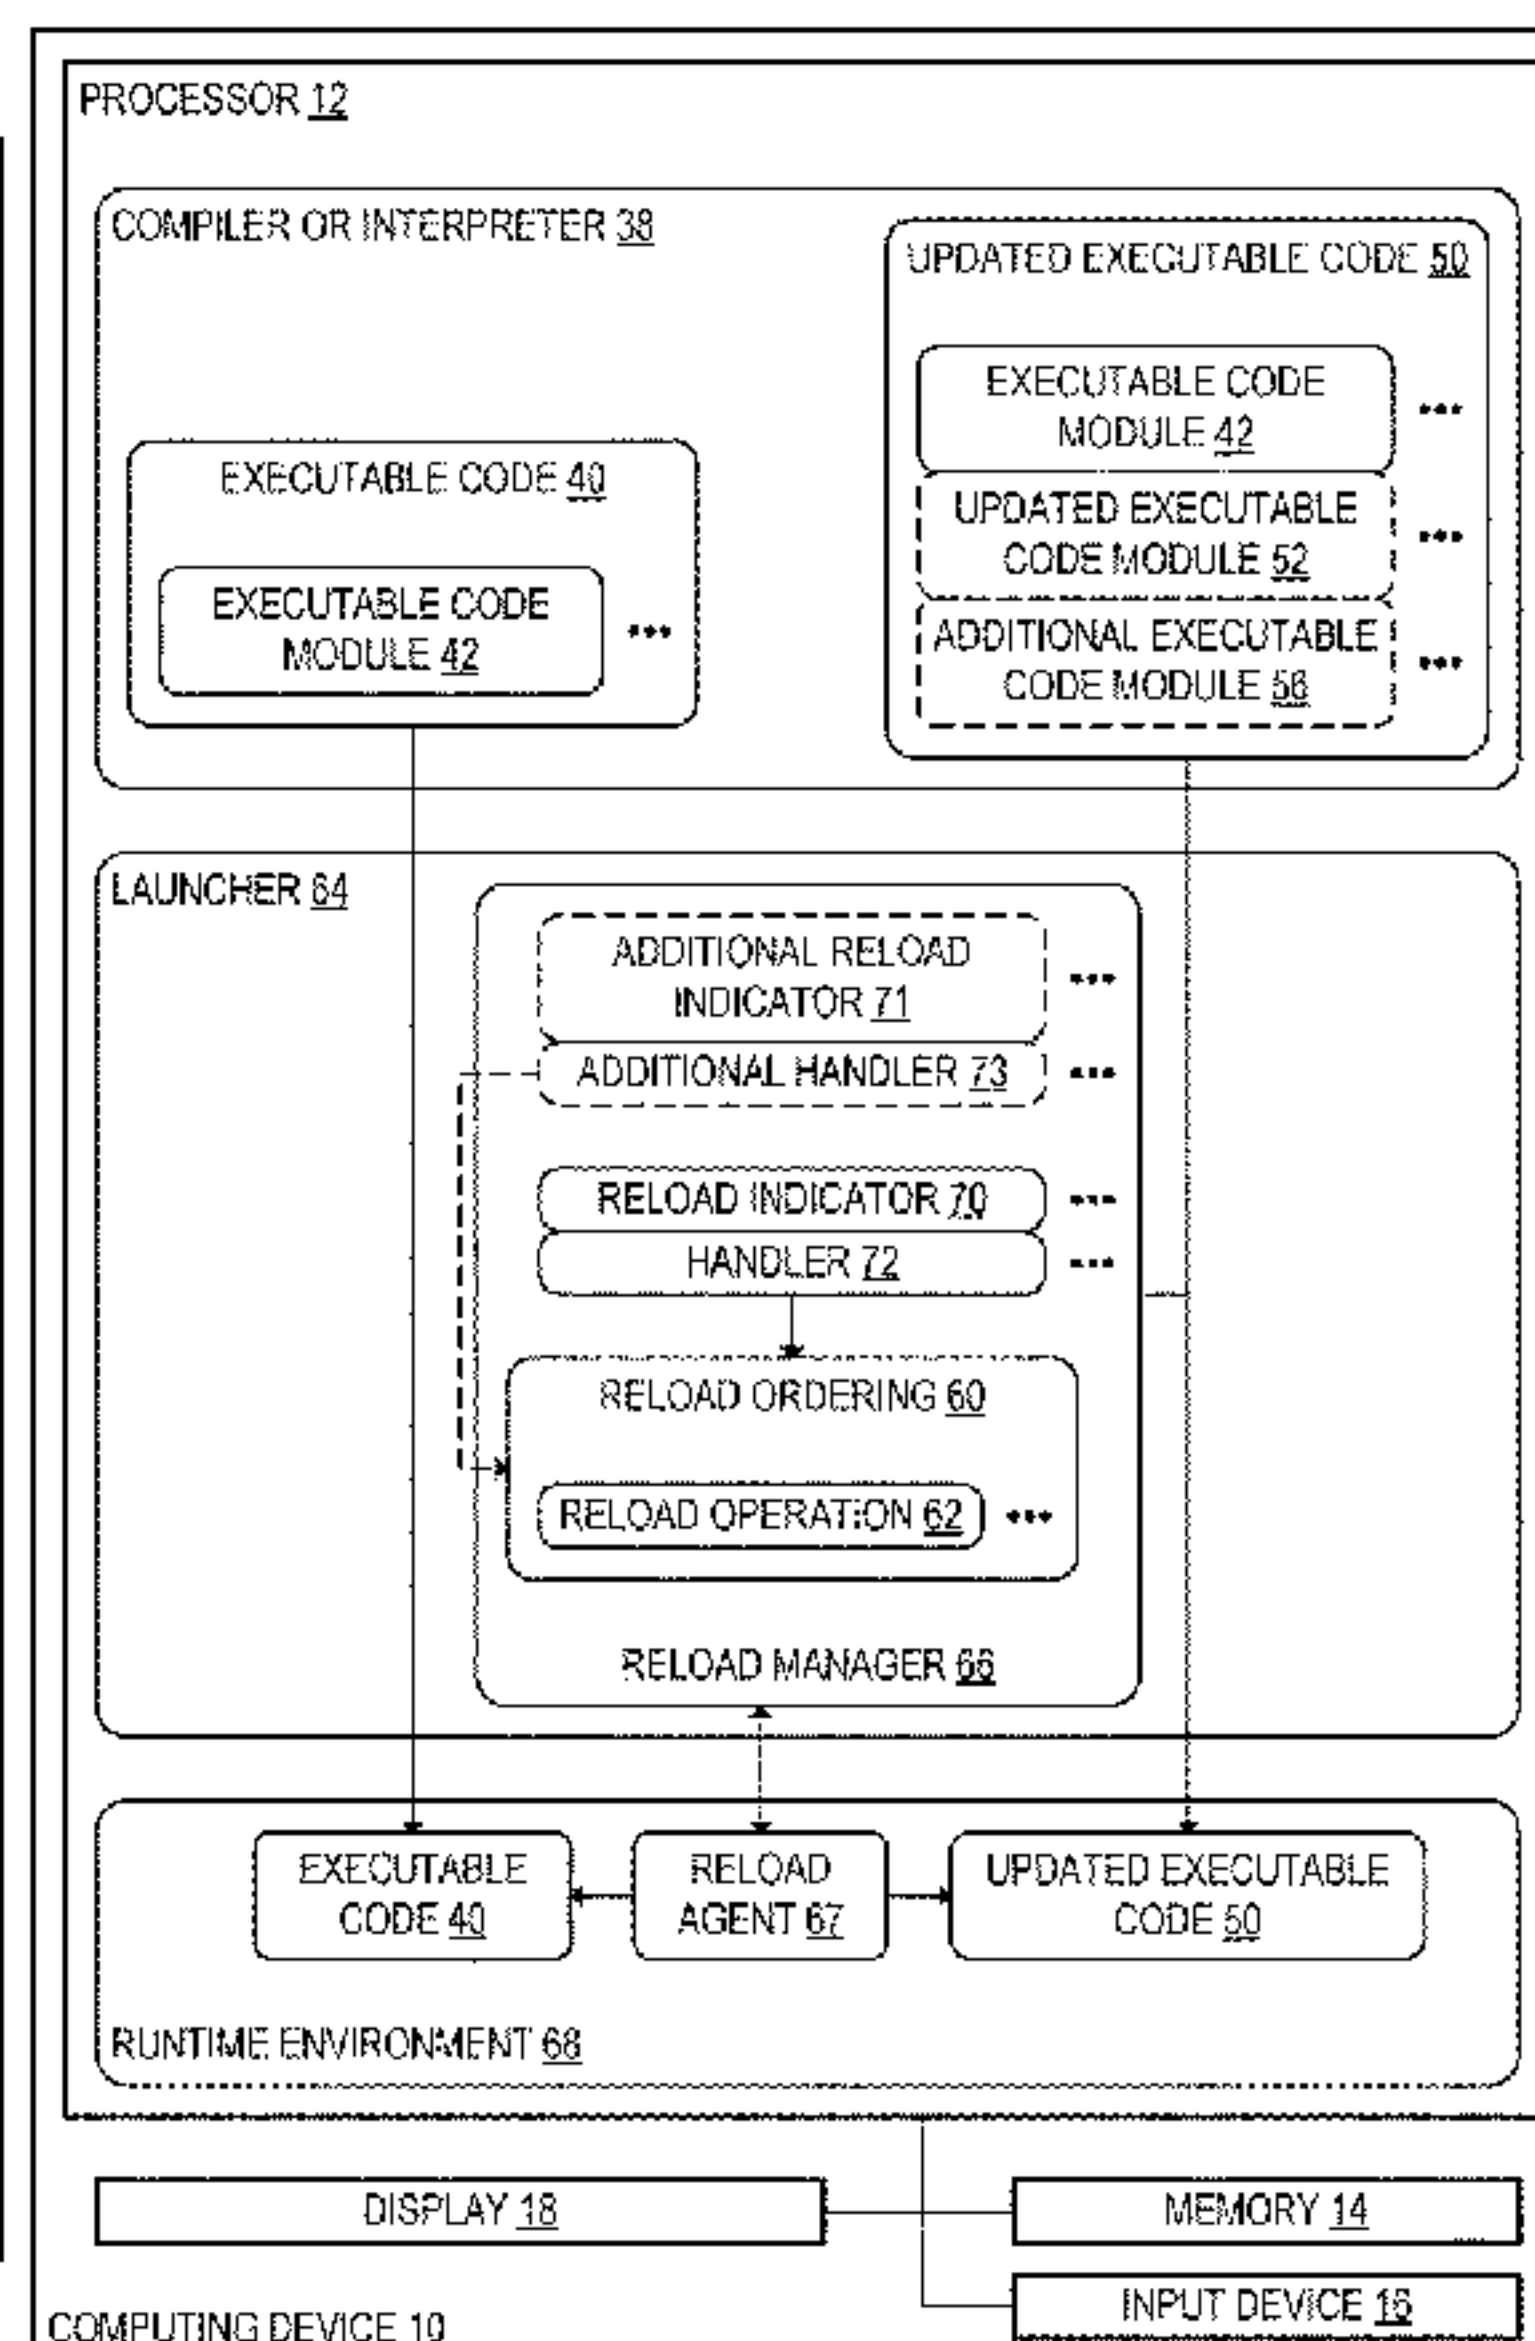 PROCESSOR 12
COMPILER OR INTERPRETER 38
UPDATED EXECUTABLE CODE 50
EXECUTABLE CODE
MODULE 42
•••
UPDATED EXECUTABLE
CODE MODULE 52
•••
ADDITIONAL EXECUTABLE
CODE MODULE 56
•••
EXECUTABLE CODE 40
EXECUTABLE CODE
MODULE 42
•••
LAUNCHER 64
ADDITIONAL RELOAD
INDICATOR 71
•••
ADDITIONAL HANDLER 73
•••
RELOAD INDICATOR 70
•••
HANDLER 72
•••
RELOAD ORDERING 60
RELOAD OPERATION 62
•••
RELOAD MANAGER 66
EXECUTABLE
CODE 40
RELOAD
AGENT 67
UPDATED EXECUTABLE
CODE 50
RUNTIME ENVIRONMENT 68
DISPLAY 18
MEMORY 14
INPUT DEVICE 16
COMPUTING DEVICE 10